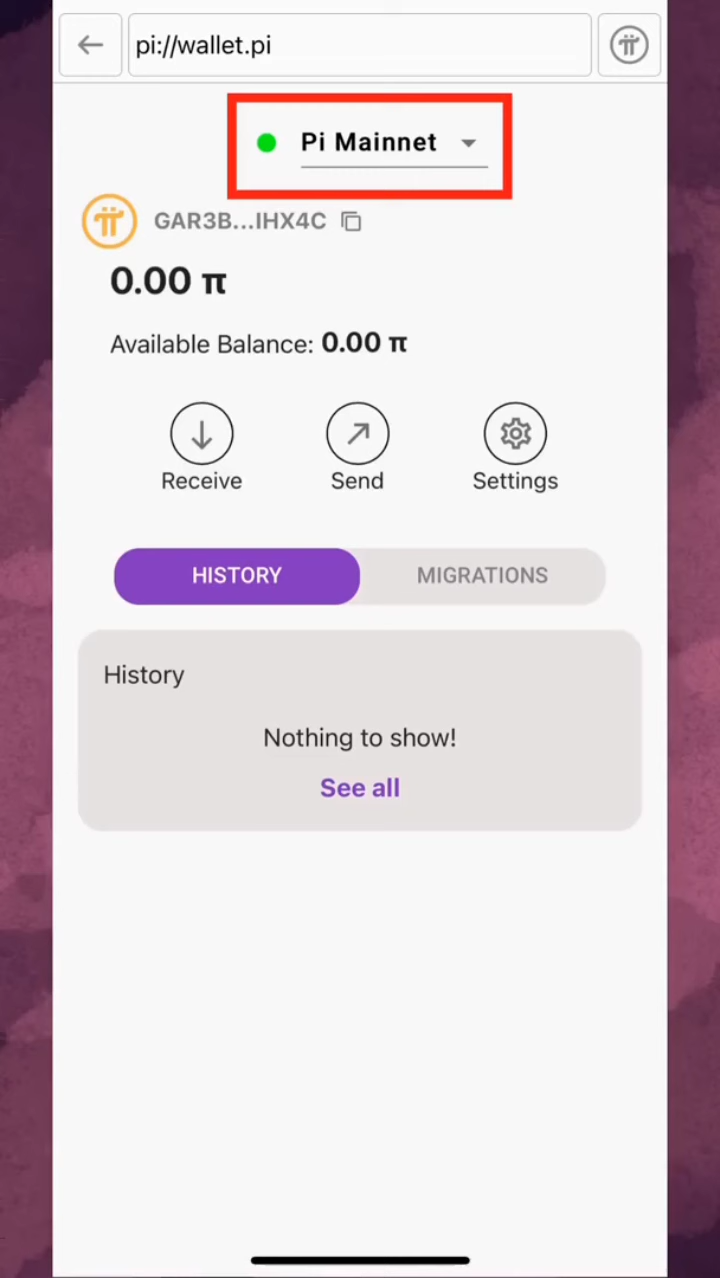 pi://wallet.pi
Pi Mainnet
GAR3B...IHX4C
0.00 π
Available Balance: 0.00 π
Receive Send Settings
HISTORY MIGRATIONS
History
Nothing to show!
See all